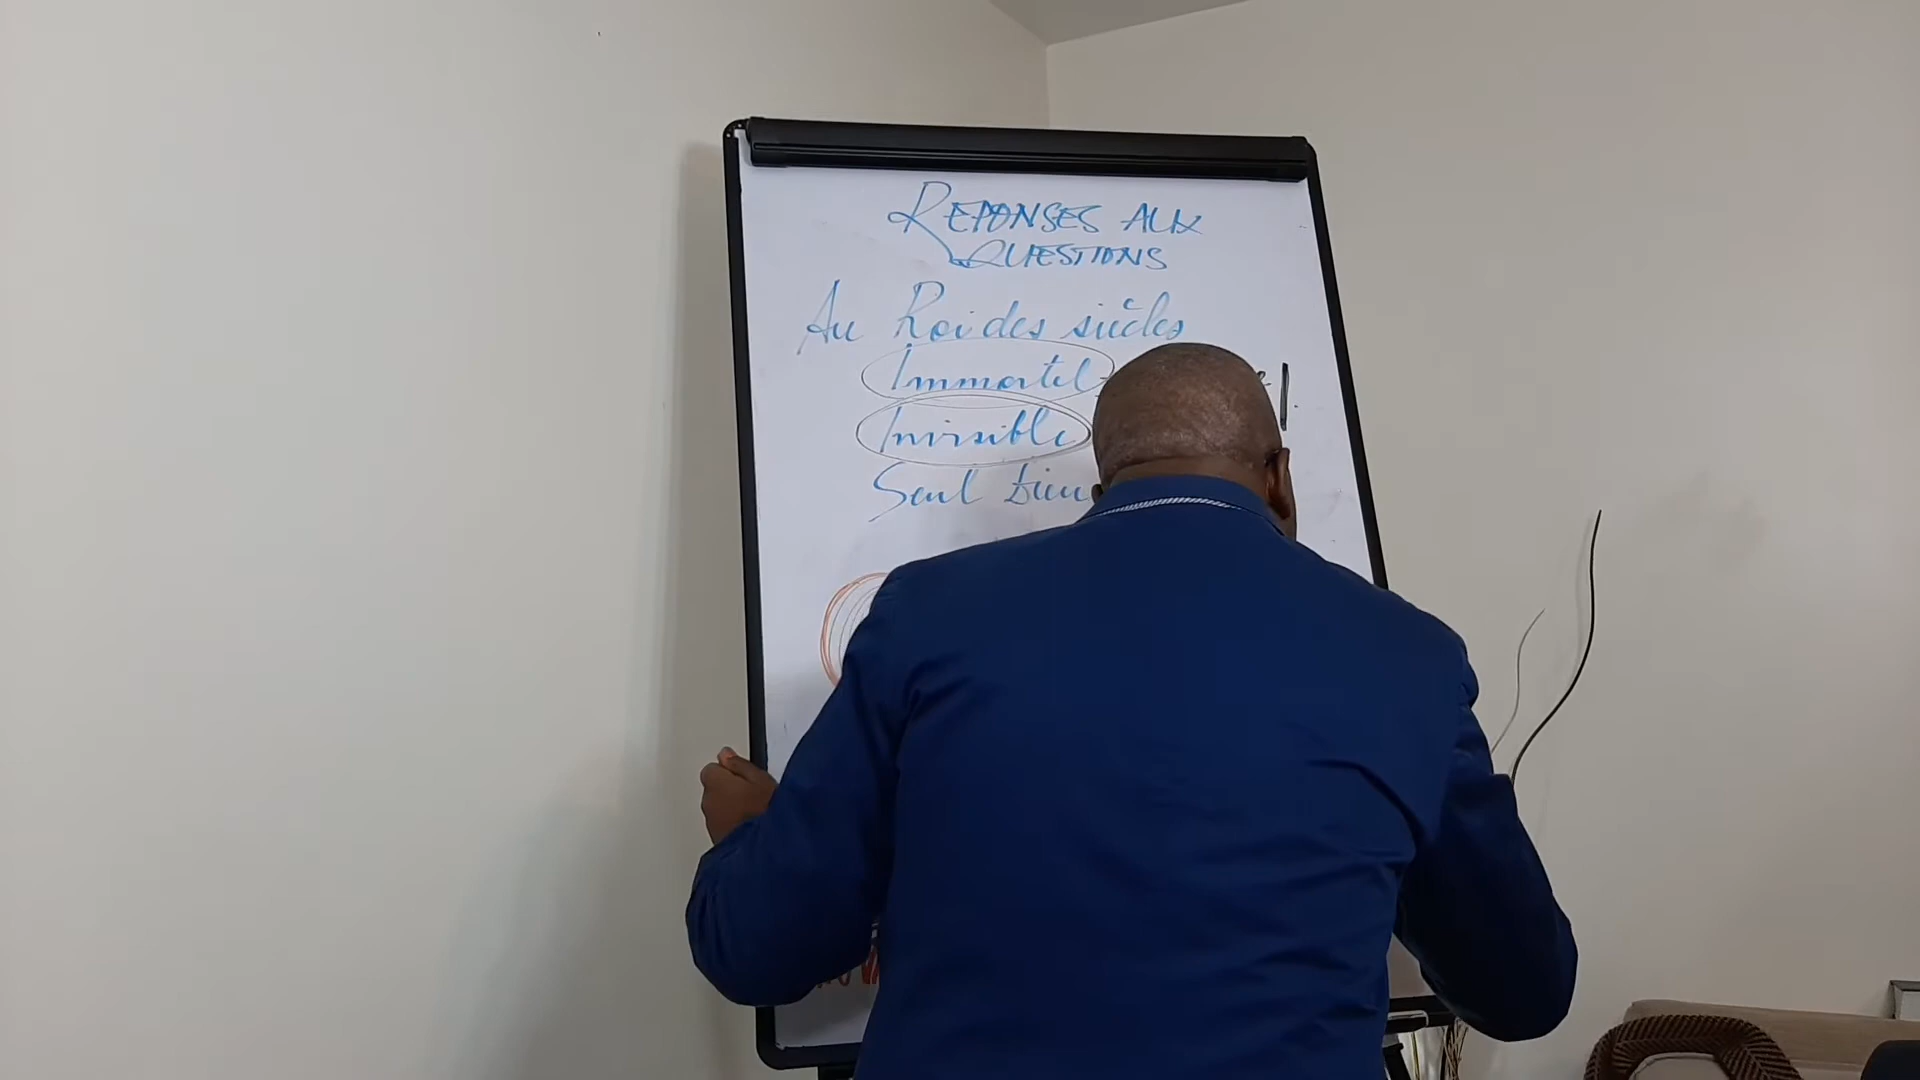 REPONSES AUX
QUESTIONS
Au Roi des siècles
Immortel
Invisible
Seul Dieu